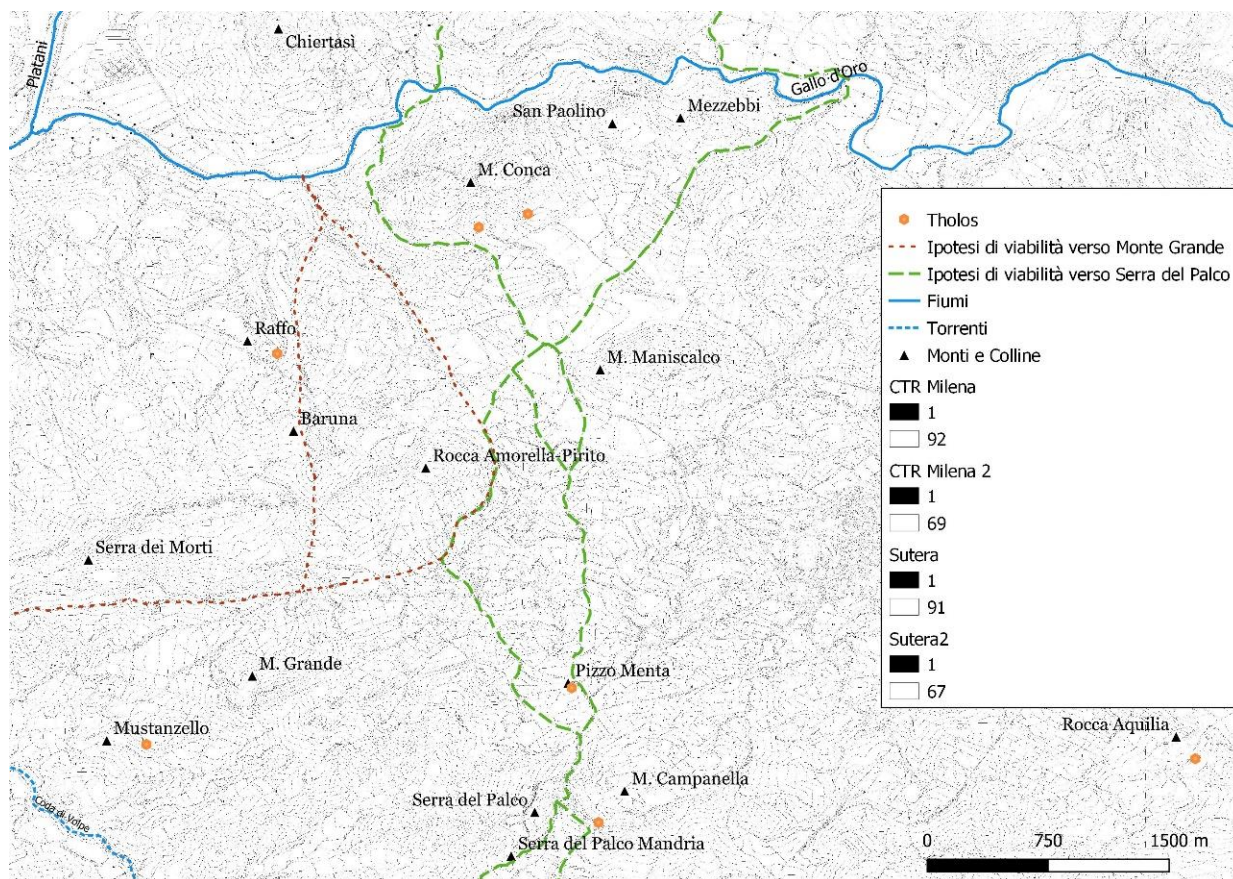 Chiertasì
Platani
Gallo d'Oro
San Paolino
Mezzebbi
M. Conca
Raffo
M. Maniscalco
Baruna
Rocca Amorella-Pirito
Serra dei Morti
M. Grande
Pizzo Menta
Mustanzello
Rocca Aquilia
M. Campanella
Serra del Palco
Coda di Volpe
Serra del Palco Mandria
Tholos
Ipotesi di viabilità verso Monte Grande
Ipotesi di viabilità verso Serra del Palco
Fiumi
Torrenti
Monti e Colline
CTR Milena
1
92
CTR Milena 2
1
69
Sutera
1
91
Sutera2
1
67
0 750 1500 m